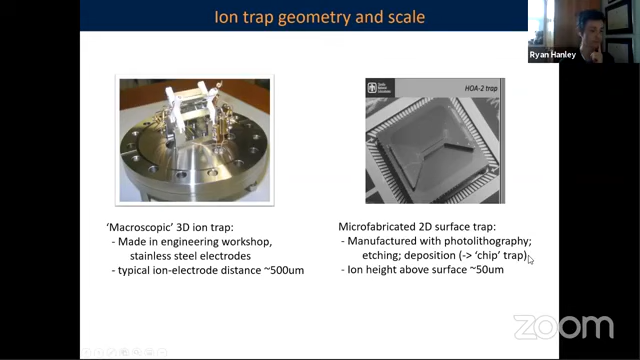 Ion trap geometry and scale
Ryan Hanley
HOA-2 trap
'Macroscopic' 3D ion trap:
- Made in engineering workshop,
stainless steel electrodes
- typical ion-electrode distance ~500um
Microfabricated 2D surface trap:
- Manufactured with photolithography;
etching; deposition (-> 'chip' trap)
- Ion height above surface ~50um
zoom